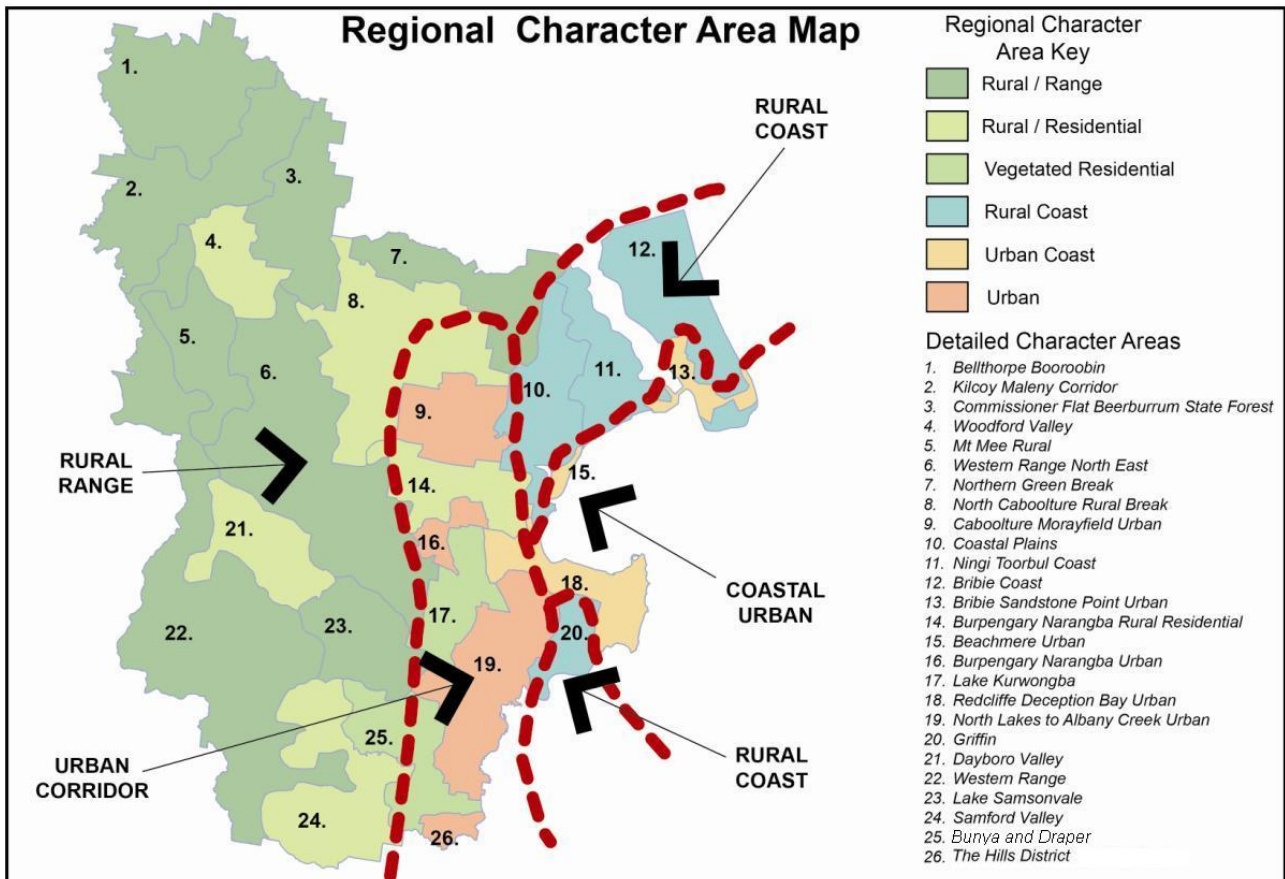 Regional Character Area Map
1.
2.
3.
4.
5.
6.
7.
8.
9.
10.
11.
12.
13.
14.
15.
16.
17.
18.
19.
20.
21.
22.
23.
24.
25.
26.
RURAL
COAST
RURAL
RANGE
COASTAL
URBAN
URBAN
CORRIDOR
RURAL
COAST
Regional Character
Area Key
Rural / Range
Rural / Residential
Vegetated Residential
Rural Coast
Urban Coast
Urban
Detailed Character Areas
1. Bellthorpe Booroobin
2. Kilcoy Maleny Corridor
3. Commissioner Flat Beerburrum State Forest
4. Woodford Valley
5. Mt Mee Rural
6. Western Range North East
7. Northern Green Break
8. North Caboolture Rural Break
9. Caboolture Morayfield Urban
10. Coastal Plains
11. Ningi Toorbul Coast
12. Bribie Coast
13. Bribie Sandstone Point Urban
14. Burpengary Narangba Rural Residential
15. Beachmere Urban
16. Burpengary Narangba Urban
17. Lake Kurwongba
18. Redcliffe Deception Bay Urban
19. North Lakes to Albany Creek Urban
20. Griffin
21. Dayboro Valley
22. Western Range
23. Lake Samsonvale
24. Samford Valley
25. Bunya and Draper
26. The Hills District